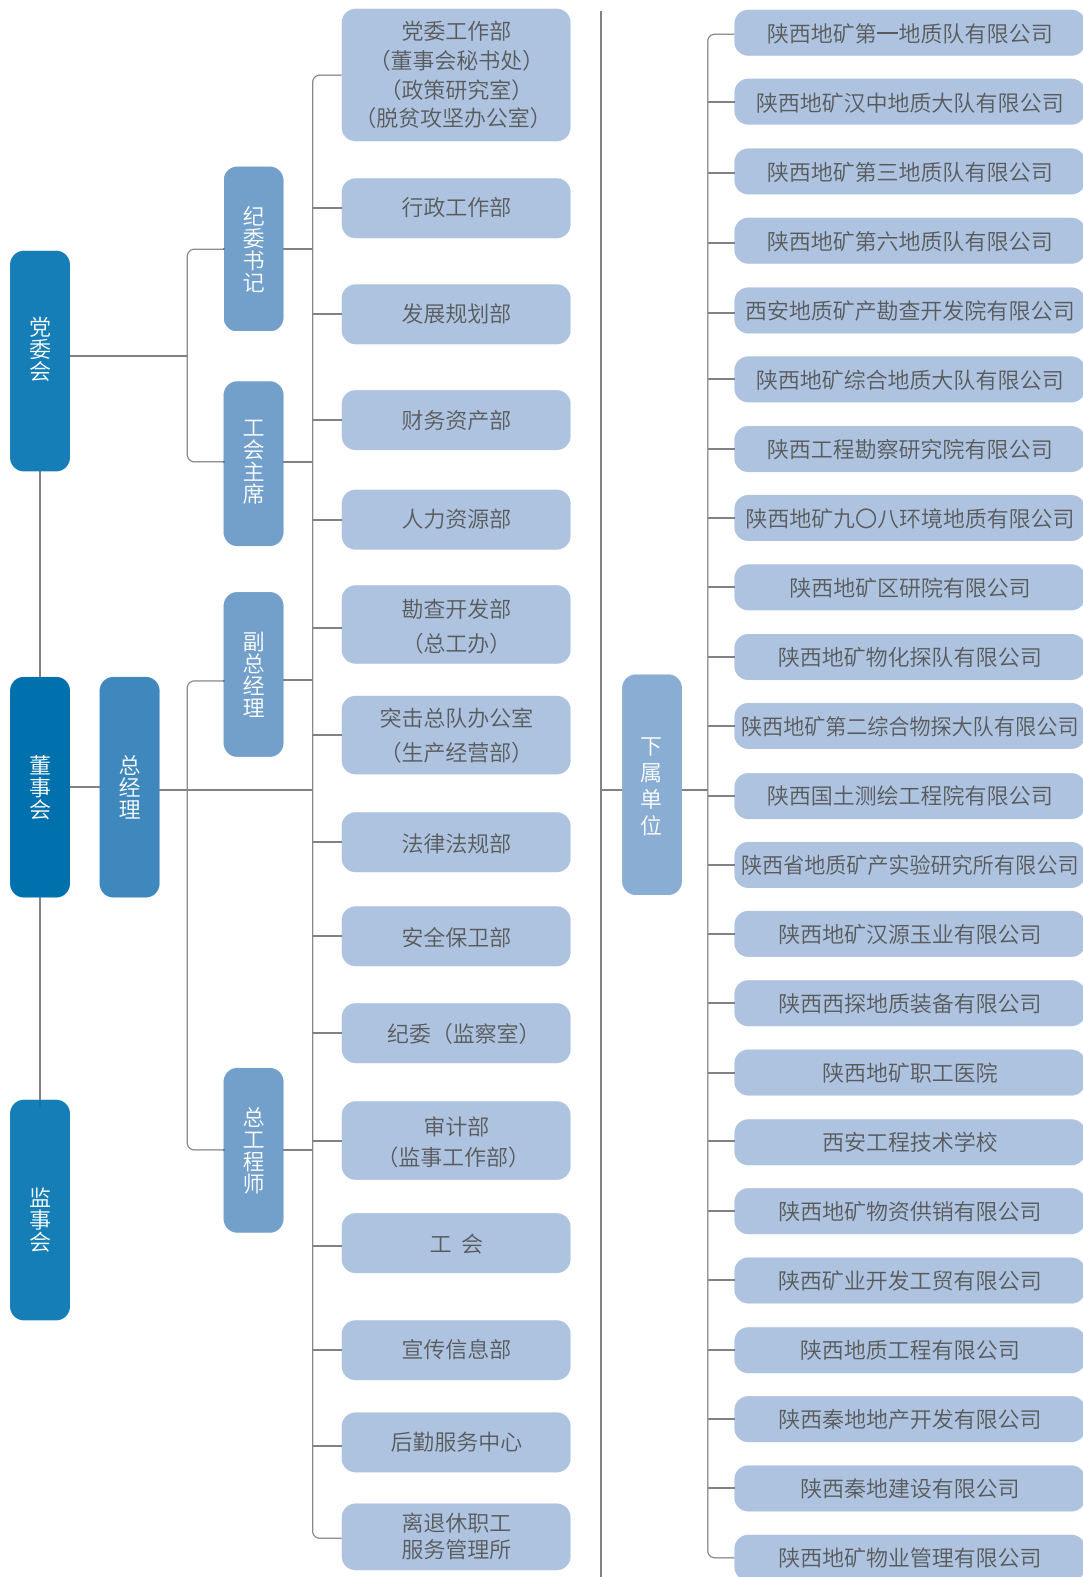 党委会
董事会
监事会
总经理
纪委书记
工会主席
副总经理
总工程师
党委工作部
（董事会秘书处）
（政策研究室）
（脱贫攻坚办公室）
行政工作部
发展规划部
财务资产部
人力资源部
勘查开发部
（总工办）
突击总队办公室
（生产经营部）
法律法规部
安全保卫部
纪委（监察室）
审计部
（监事工作部）
工 会
宣传信息部
后勤服务中心
离退休职工
服务管理所
下属单位
陕西地矿第一地质队有限公司
陕西地矿汉中地质大队有限公司
陕西地矿第三地质队有限公司
陕西地矿第六地质队有限公司
西安地质矿产勘查开发院有限公司
陕西地矿综合地质大队有限公司
陕西工程勘察研究院有限公司
陕西地矿九〇八环境地质有限公司
陕西地矿区研院有限公司
陕西地矿物化探队有限公司
陕西地矿第二综合物探大队有限公司
陕西国土测绘工程院有限公司
陕西省地质矿产实验研究所有限公司
陕西地矿汉源玉业有限公司
陕西西探地质装备有限公司
陕西地矿职工医院
西安工程技术学校
陕西地矿物资供销有限公司
陕西矿业开发工贸有限公司
陕西地质工程有限公司
陕西秦地地产开发有限公司
陕西秦地建设有限公司
陕西地矿物业管理有限公司